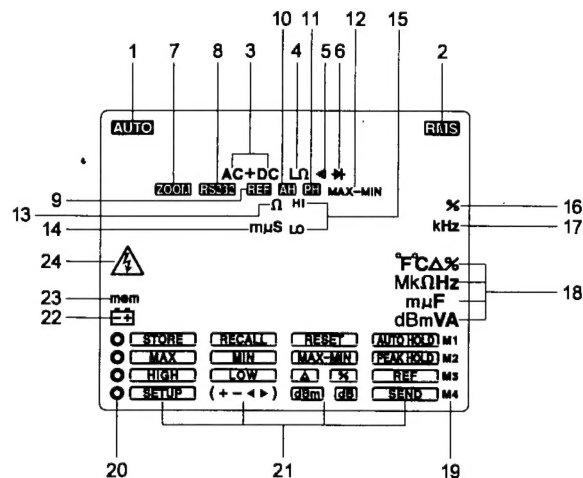 10 11 15
7 8 3 4 5 6 12
1 2
AUTO RMS
AC+DC LΩ
ZOOM RS232 REF AH PH MAX-MIN
9
13 Ω HI
14 mµS LO
% 16
kHz 17
24
°F°CΔ%
MkΩHz
18
23 mem mµF
22 dBmVA
STORE RECALL RESET AUTO HOLD M1
MAX MIN MAX-MIN PEAK HOLD M2
HIGH LOW Δ % REF M3
SETUP (+-◀▶) dBm dB SEND M4
20 21 19